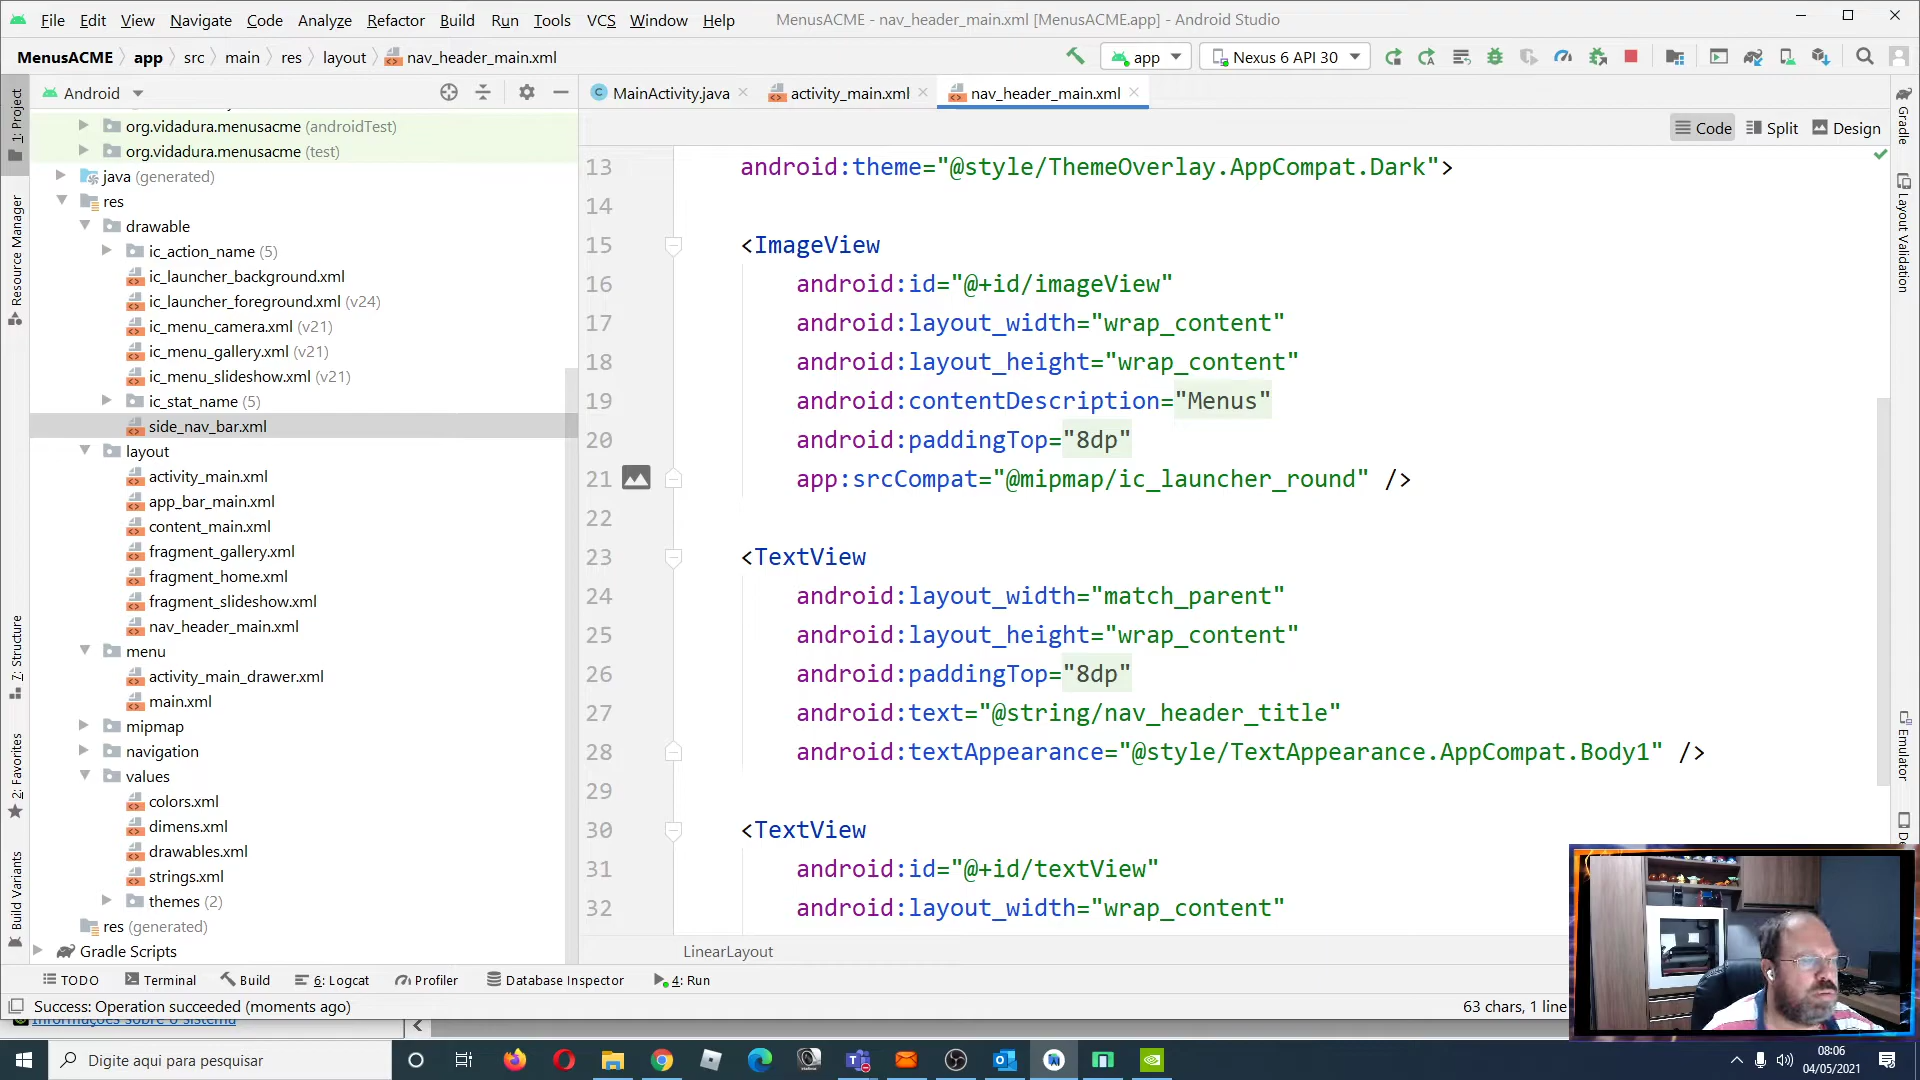 File Edit View Navigate Code Analyze Refactor Build Run Tools VCS Window Help MenusACME - nav_header_main.xml [MenusACME.app] - Android Studio
MenusACME app src main res layout nav_header_main.xml app Nexus 6 API 30
Android MainActivity.java activity_main.xml nav_header_main.xml
Code Split Design
1: Project
Resource Manager
7: Structure
2: Favorites
Build Variants
org.vidadura.menusacme (androidTest)
org.vidadura.menusacme (test)
java (generated)
res
drawable
ic_action_name (5)
ic_launcher_background.xml
ic_launcher_foreground.xml (v24)
ic_menu_camera.xml (v21)
ic_menu_gallery.xml (v21)
ic_menu_slideshow.xml (v21)
ic_stat_name (5)
side_nav_bar.xml
layout
activity_main.xml
app_bar_main.xml
content_main.xml
fragment_gallery.xml
fragment_home.xml
fragment_slideshow.xml
nav_header_main.xml
menu
activity_main_drawer.xml
main.xml
mipmap
navigation
values
colors.xml
dimens.xml
drawables.xml
strings.xml
themes (2)
res (generated)
Gradle Scripts
13 android:theme="@style/ThemeOverlay.AppCompat.Dark">
14
15 <ImageView
16 android:id="@+id/imageView"
17 android:layout_width="wrap_content"
18 android:layout_height="wrap_content"
19 android:contentDescription="Menus"
20 android:paddingTop="8dp"
21 app:srcCompat="@mipmap/ic_launcher_round" />
22
23 <TextView
24 android:layout_width="match_parent"
25 android:layout_height="wrap_content"
26 android:paddingTop="8dp"
27 android:text="@string/nav_header_title"
28 android:textAppearance="@style/TextAppearance.AppCompat.Body1" />
29
30 <TextView
31 android:id="@+id/textView"
32 android:layout_width="wrap_content"
LinearLayout
Gradle
Layout Validation
Emulator
TODO Terminal Build 6: Logcat Profiler Database Inspector 4: Run
Success: Operation succeeded (moments ago) 63 chars, 1 line
Informações sobre o sistema
Digite aqui para pesquisar
08:06
04/05/2021